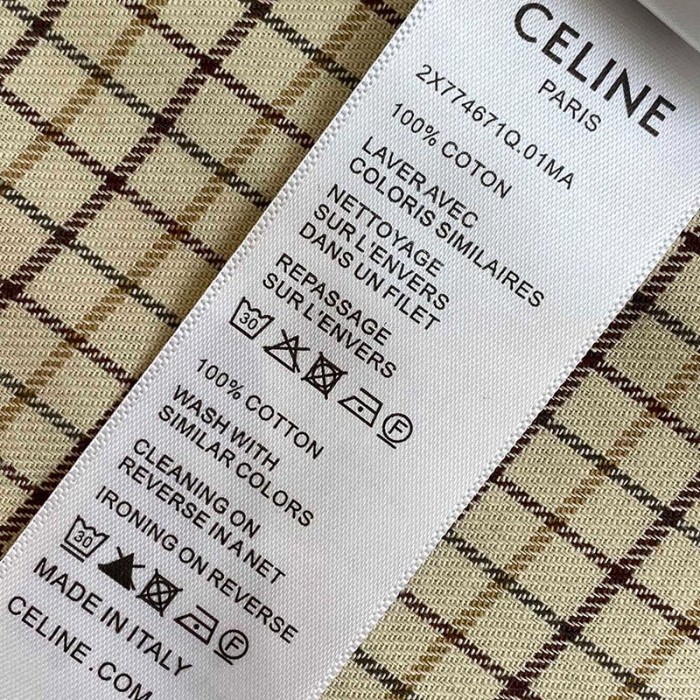 CELINE
PARIS
2X774671Q.01MA
100% COTON
LAVER AVEC
COLORIS SIMILAIRES
NETTOYAGE
SUR L'ENVERS
DANS UN FILET
REPASSAGE
SUR L'ENVERS
30 F
100% COTTON
WASH WITH
SIMILAR COLORS
CLEANING ON
REVERSE IN A NET
IRONING ON REVERSE
30 F
MADE IN ITALY
CELINE .COM